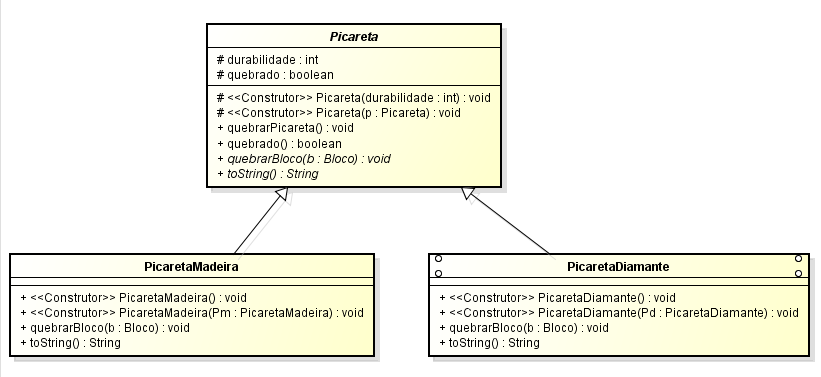 Picareta
# durabilidade : int
# quebrado : boolean
# <<Construtor>> Picareta(durabilidade : int) : void
# <<Construtor>> Picareta(p : Picareta) : void
+ quebrarPicareta() : void
+ quebrado() : boolean
+ quebrarBloco(b : Bloco) : void
+ toString() : String
PicaretaMadeira
+ <<Construtor>> PicaretaMadeira() : void
+ <<Construtor>> PicaretaMadeira(Pm : PicaretaMadeira) : void
+ quebrarBloco(b : Bloco) : void
+ toString() : String
PicaretaDiamante
+ <<Construtor>> PicaretaDiamante() : void
+ <<Construtor>> PicaretaDiamante(Pd : PicaretaDiamante) : void
+ quebrarBloco(b : Bloco) : void
+ toString() : String